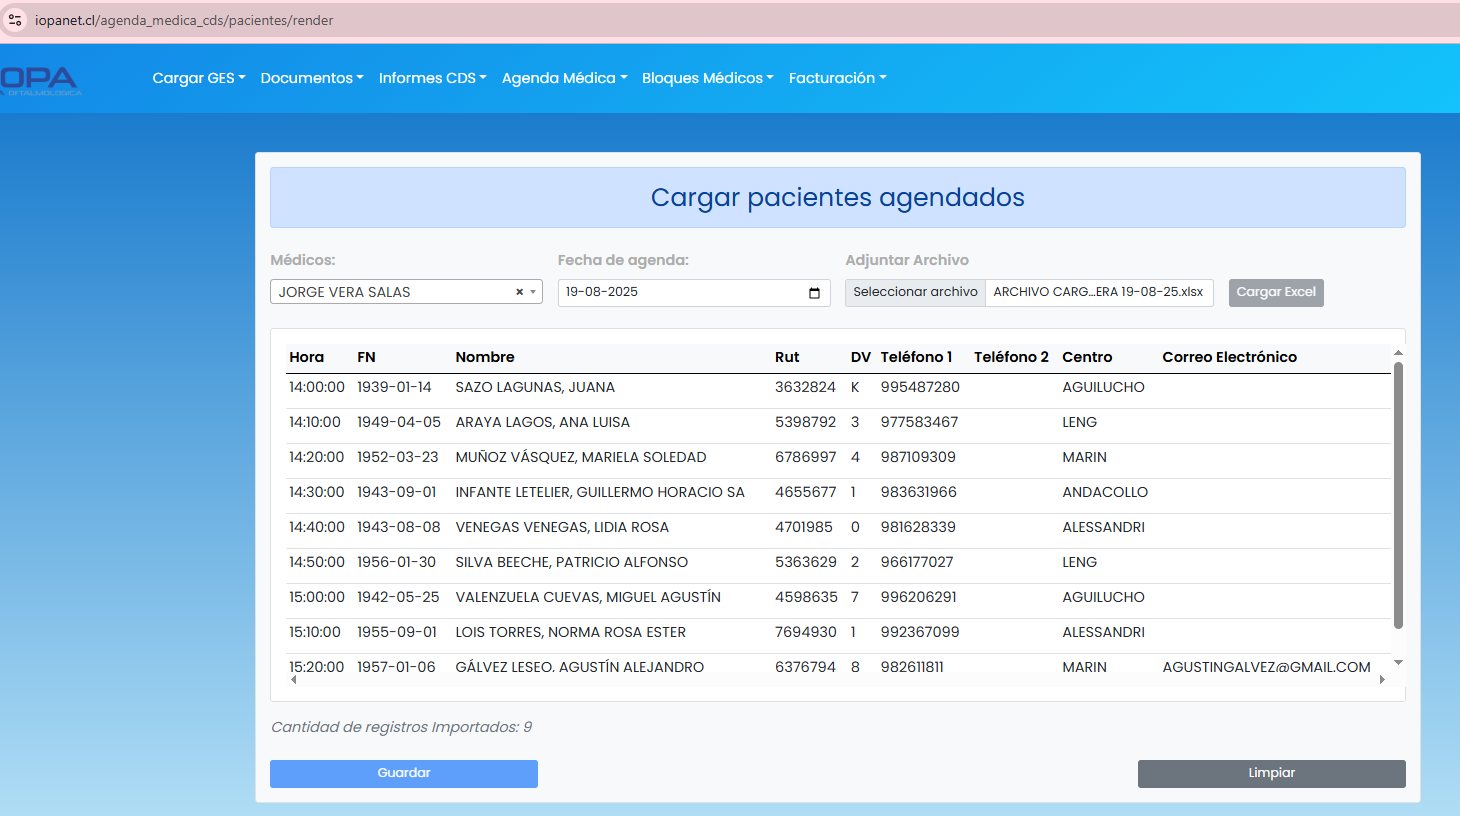 iopanet.cl/agenda_medica_cds/pacientes/render
OPA
OFTALMOLOGICA
Cargar GES Documentos Informes CDS Agenda Médica Bloques Médicos Facturación
Cargar pacientes agendados
Médicos: Fecha de agenda: Adjuntar Archivo
JORGE VERA SALAS × 19-08-2025 Seleccionar archivo ARCHIVO CARG...ERA 19-08-25.xlsx Cargar Excel
Hora FN Nombre Rut DV Teléfono 1 Teléfono 2 Centro Correo Electrónico
14:00:00 1939-01-14 SAZO LAGUNAS, JUANA 3632824 K 995487280 AGUILUCHO
14:10:00 1949-04-05 ARAYA LAGOS, ANA LUISA 5398792 3 977583467 LENG
14:20:00 1952-03-23 MUÑOZ VÁSQUEZ, MARIELA SOLEDAD 6786997 4 987109309 MARIN
14:30:00 1943-09-01 INFANTE LETELIER, GUILLERMO HORACIO SA 4655677 1 983631966 ANDACOLLO
14:40:00 1943-08-08 VENEGAS VENEGAS, LIDIA ROSA 4701985 0 981628339 ALESSANDRI
14:50:00 1956-01-30 SILVA BEECHE, PATRICIO ALFONSO 5363629 2 966177027 LENG
15:00:00 1942-05-25 VALENZUELA CUEVAS, MIGUEL AGUSTÍN 4598635 7 996206291 AGUILUCHO
15:10:00 1955-09-01 LOIS TORRES, NORMA ROSA ESTER 7694930 1 992367099 ALESSANDRI
15:20:00 1957-01-06 GÁLVEZ LESEO, AGUSTÍN ALEJANDRO 6376794 8 982611811 MARIN AGUSTINGALVEZ@GMAIL.COM
Cantidad de registros Importados: 9
Guardar Limpiar